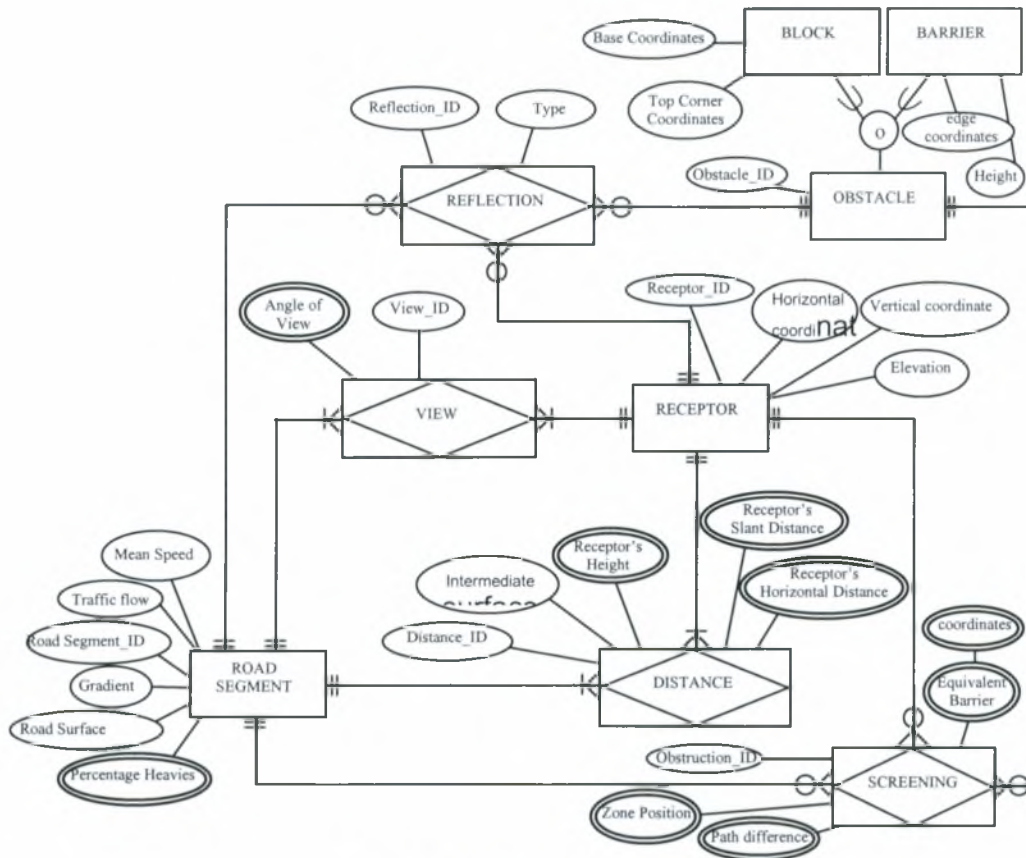 BLOCK
BARRIER
Base Coordinates
Top Corner
Coordinates
edge
coordinates
Height
o
Reflection_ID
Type
Obstacle_ID
OBSTACLE
REFLECTION
Angle of
View
View_ID
Receptor_ID
Horizontal
coordinat
Vertical coordinate
Elevation
VIEW
RECEPTOR
Mean Speed
Traffic flow
Road Segment_ID
Gradient
Road Surface
Percentage Heavies
ROAD
SEGMENT
Intermediate
Receptor's
Height
Receptor's
Slant Distance
Receptor's
Horizontal Distance
Distance_ID
DISTANCE
coordinates
Equivalent
Barrier
Obstruction_ID
SCREENING
Zone Position
Path difference